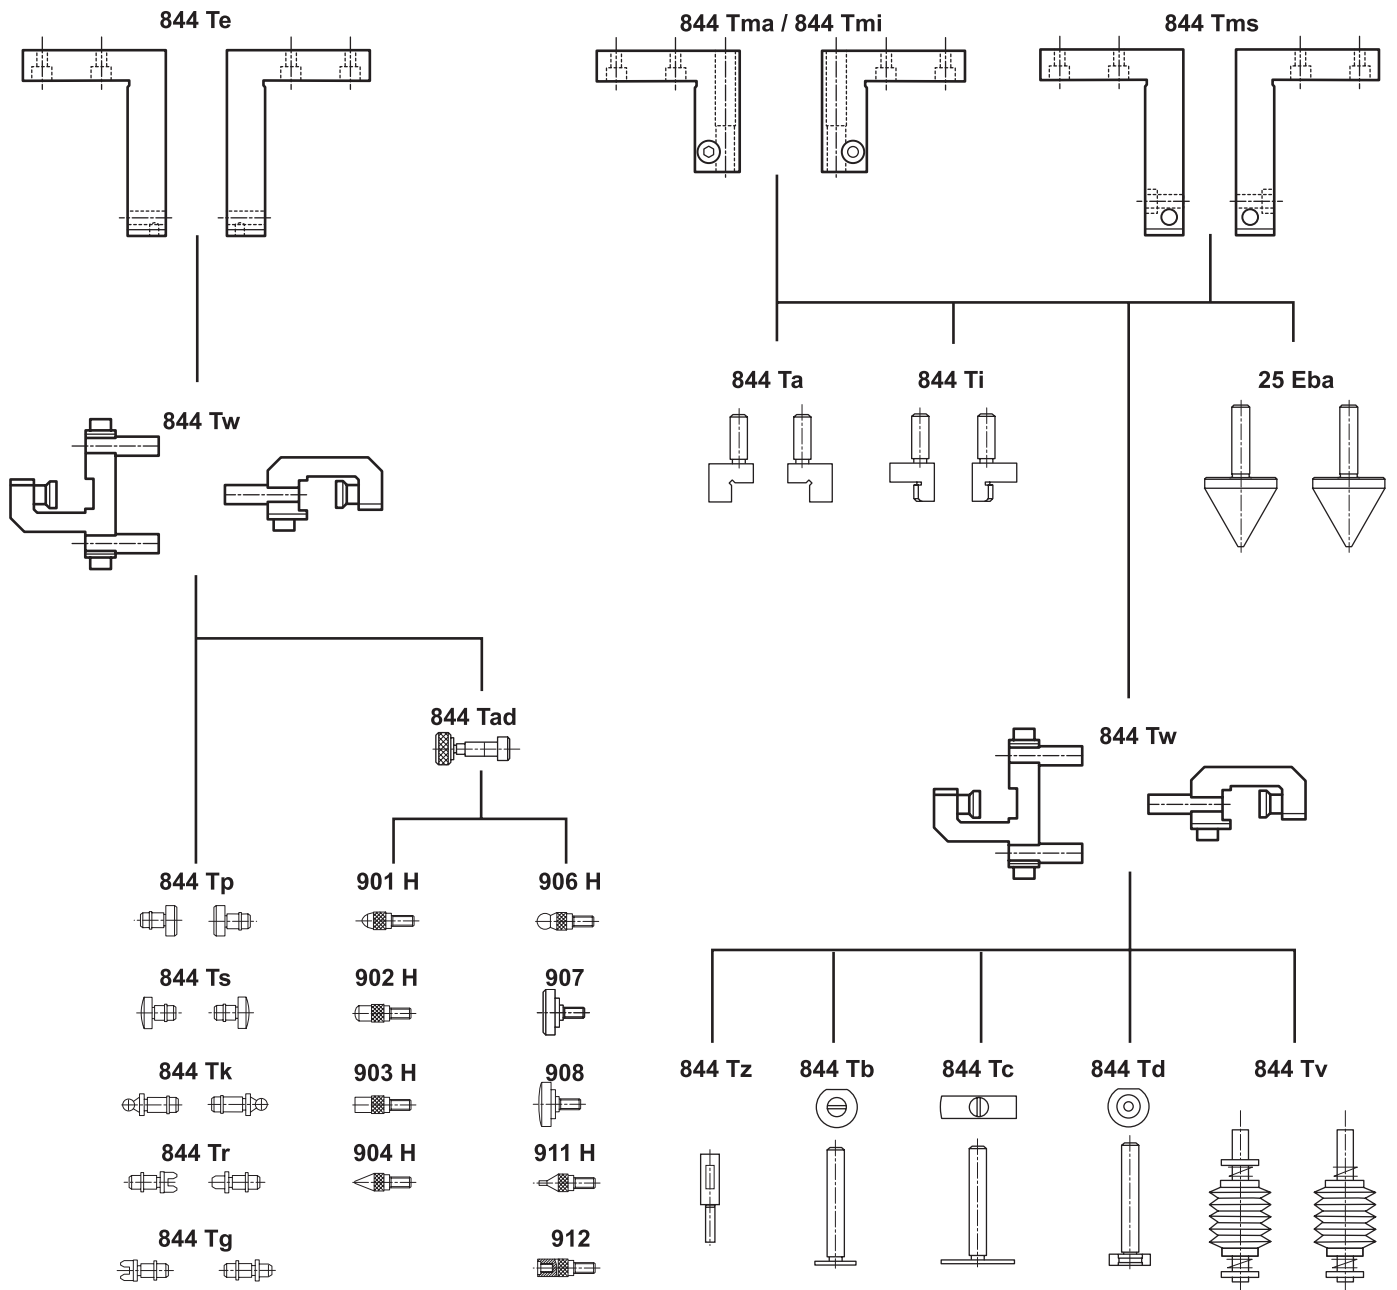 844 Te
844 Tma / 844 Tmi
844 Tms
844 Ta
844 Ti
25 Eba
844 Tw
844 Tad
844 Tw
844 Tp
901 H
906 H
844 Ts
902 H
907
844 Tk
903 H
908
844 Tr
904 H
911 H
844 Tg
912
844 Tz
844 Tb
844 Tc
844 Td
844 Tv